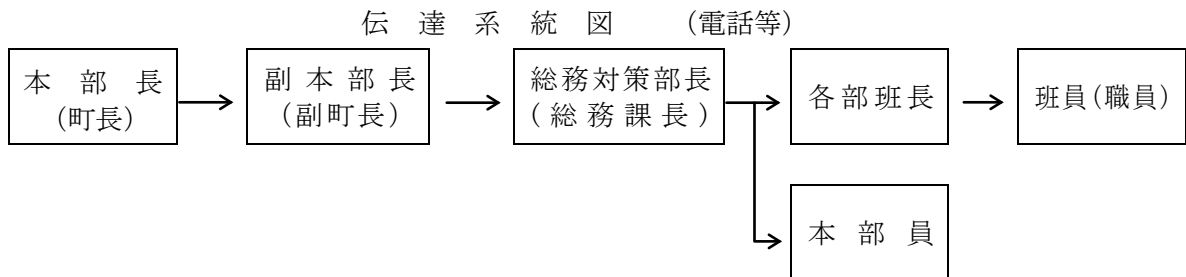 伝達系統図 (電話等)
本部長
(町長)
副本部長
(副町長)
総務対策部長
(総務課長)
各部班長
班員(職員)
本部員